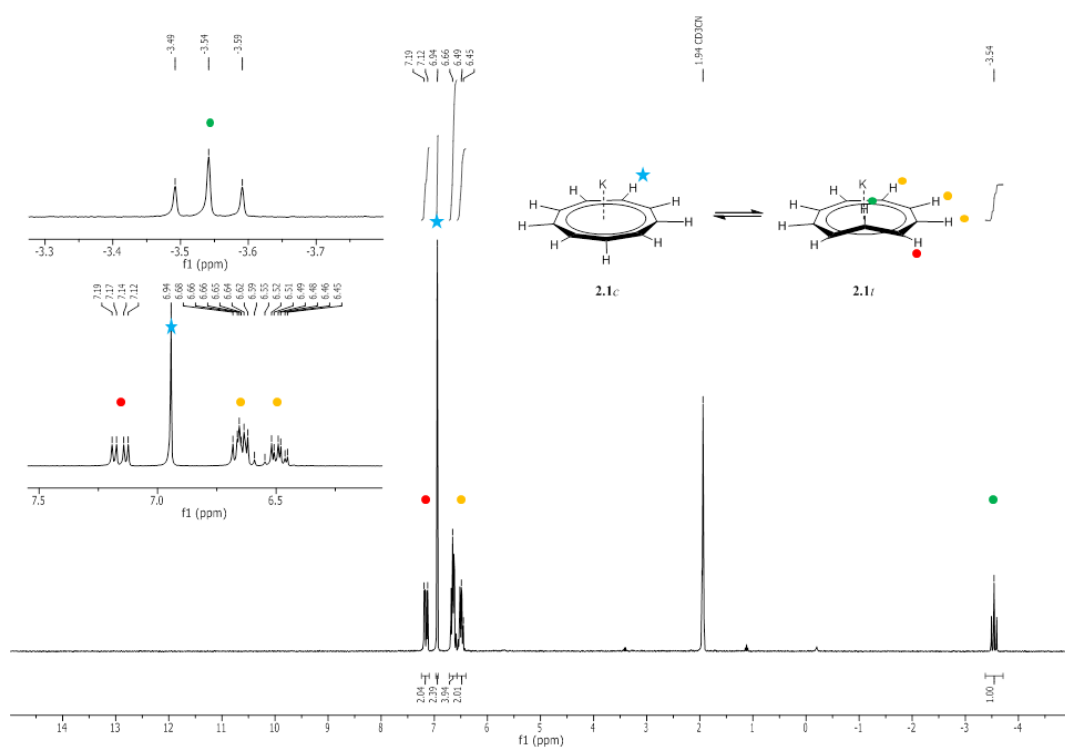 -3.49
-3.54
-3.59
-3.3 -3.4 -3.5 -3.6 -3.7
f1 (ppm)
7.19
7.17
7.14
7.12
6.94
6.68
6.66
6.66
6.65
6.64
6.62
6.59
6.55
6.52
6.51
6.49
6.48
6.46
6.45
7.5 7.0 6.5
f1 (ppm)
7.19
7.12
6.94
6.66
6.49
6.45
1.94 CD3CN
-3.54
K
H H H H H H H H H
2.1c
K
H H H H H H H H H
2.1t
2.04
2.39
3.94
2.01
1.00
14 13 12 11 10 9 8 7 6 5 4 3 2 1 0 -1 -2 -3 -4
f1 (ppm)